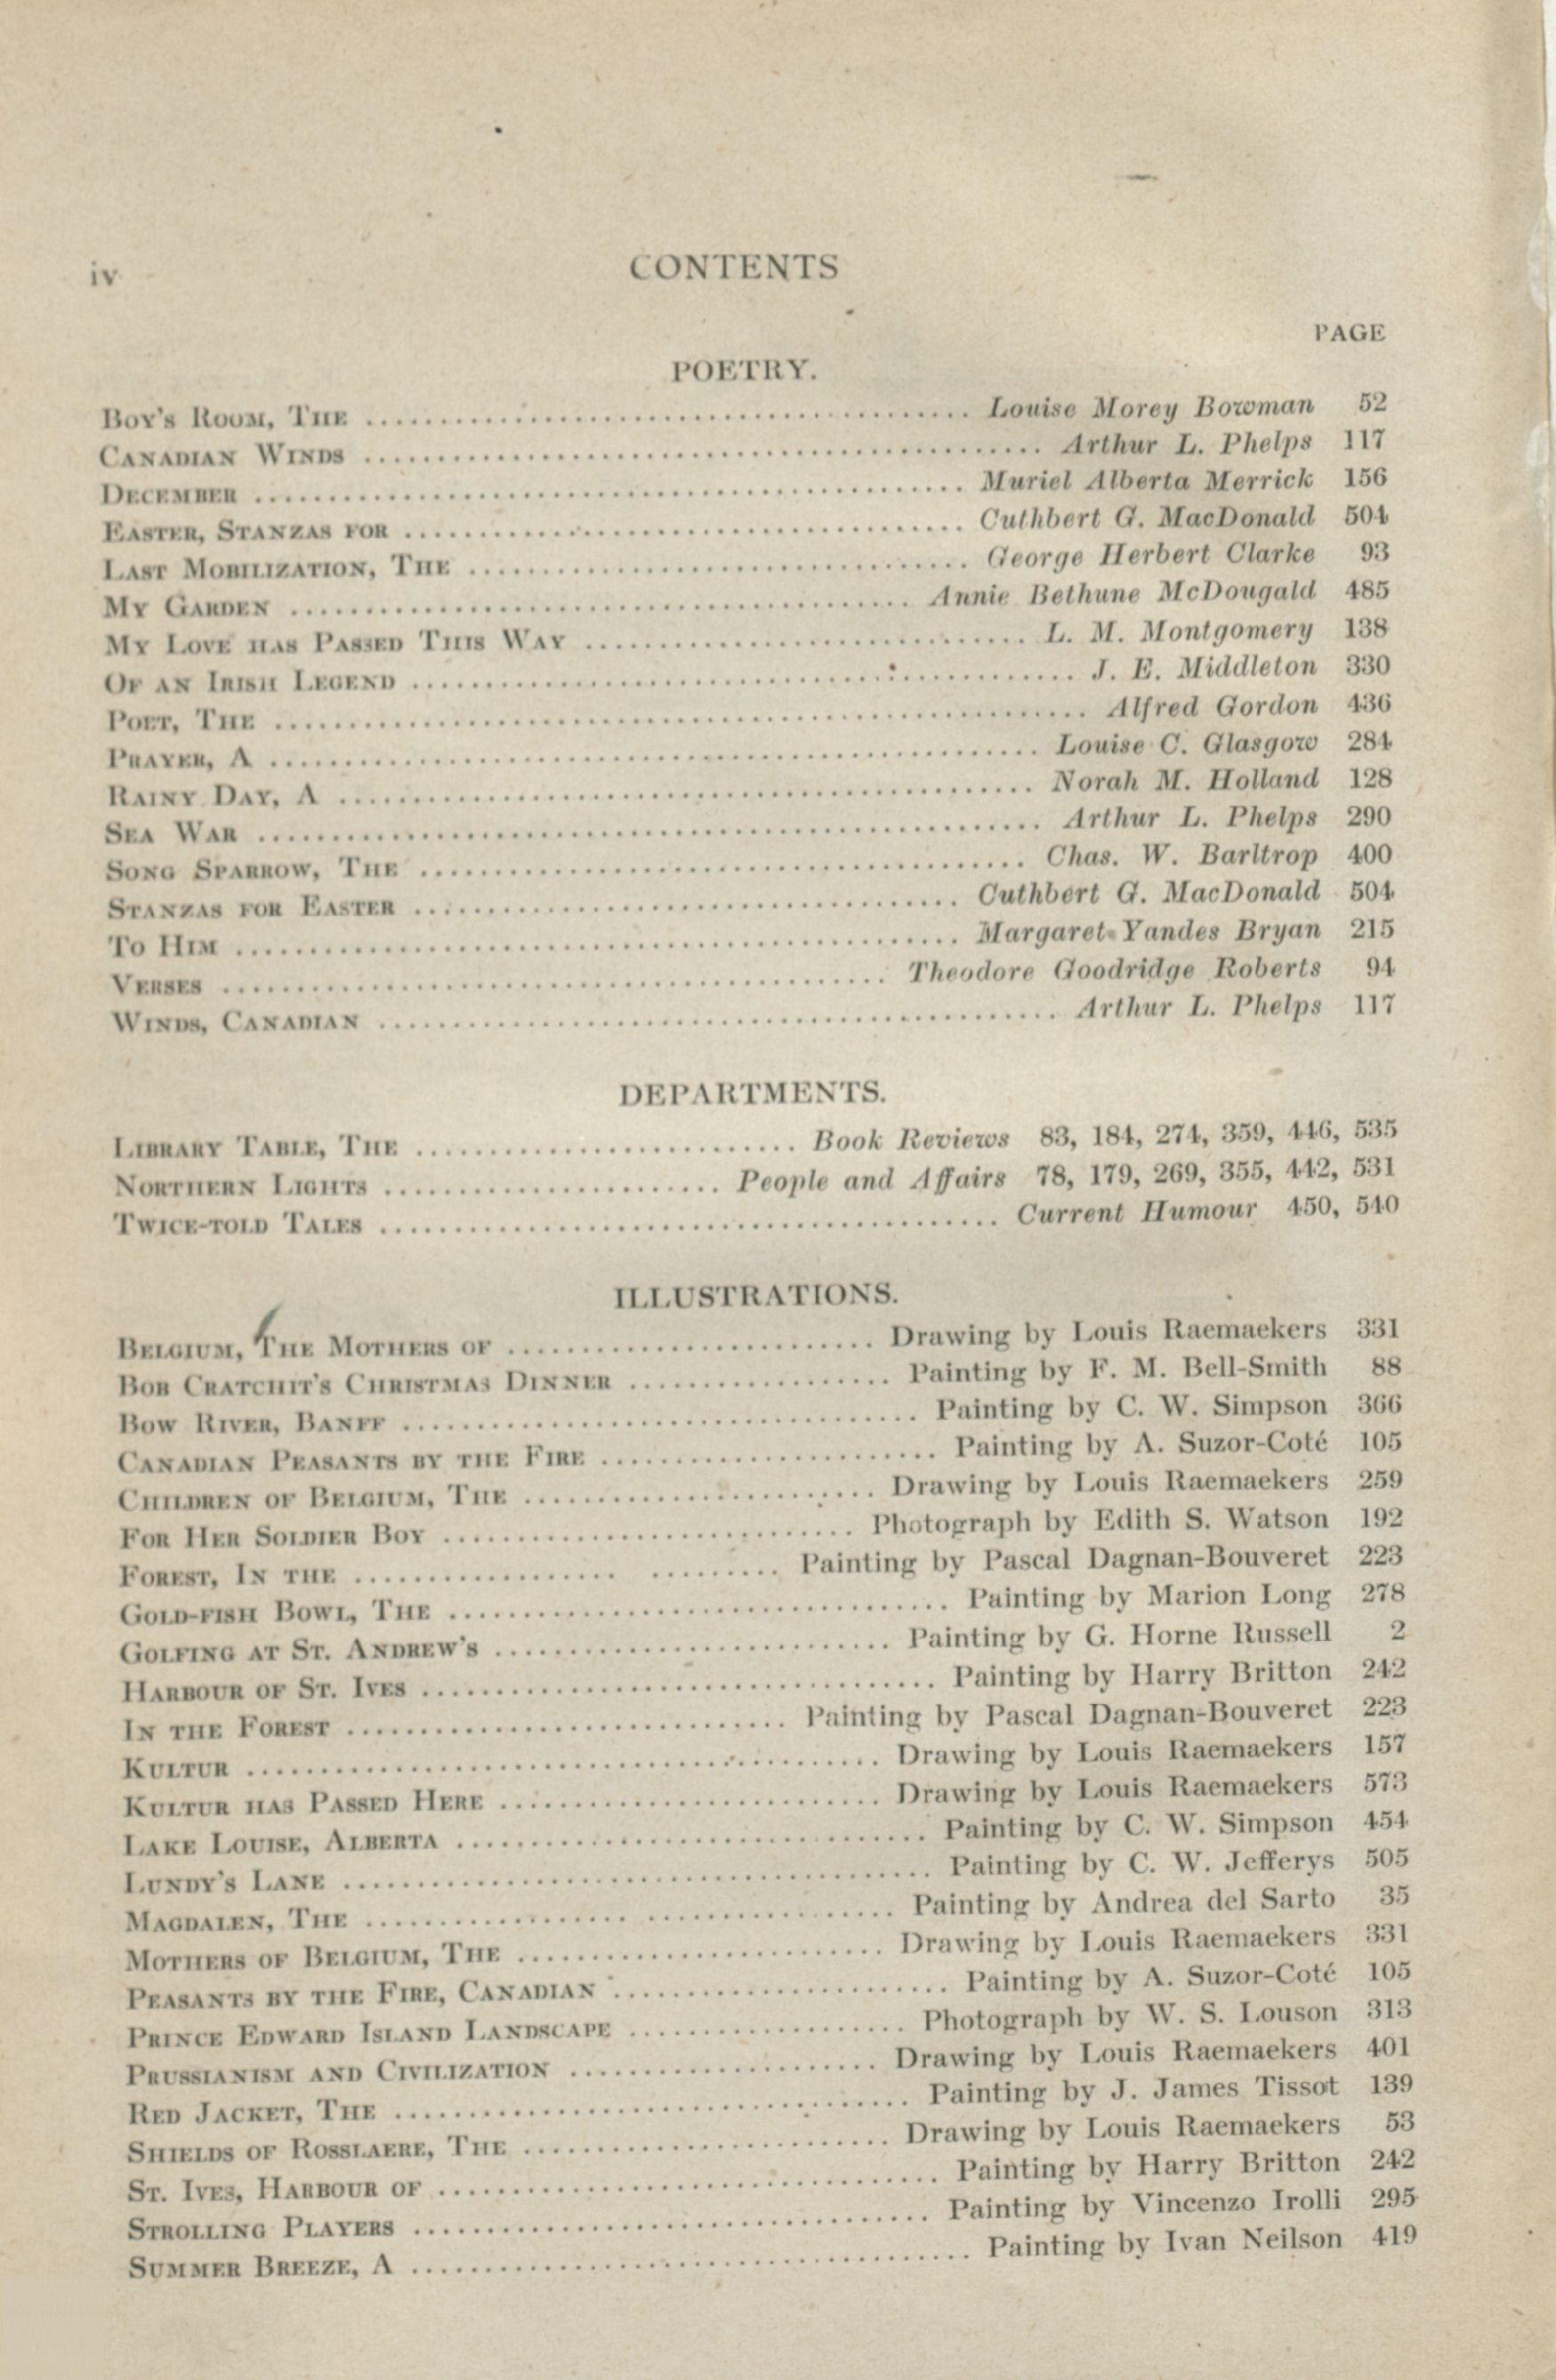 iv
CONTENTS
PAGE
POETRY.
Boy's Room, The ........ Louise Morey Bowman 52
Canadian Winds ........ Arthur L. Phelps 117
December ........ Muriel Alberta Merrick 156
Easter, Stanzas for ........ Cuthbert G. MacDonald 504
Last Mobilization, The ........ George Herbert Clarke 93
My Garden ........ Annie Bethune McDougald 485
My Love has Passed This Way ........ L. M. Montgomery 138
Of an Irish Legend ........ J. E. Middleton 330
Poet, The ........ Alfred Gordon 436
Prayer, A ........ Louise C. Glasgow 284
Rainy Day, A ........ Norah M. Holland 128
Sea War ........ Arthur L. Phelps 290
Song Sparrow, The ........ Chas. W. Barltrop 400
Stanzas for Easter ........ Cuthbert G. MacDonald 504
To Him ........ Margaret Yandes Bryan 215
Verses ........ Theodore Goodridge Roberts 94
Winds, Canadian ........ Arthur L. Phelps 117
DEPARTMENTS.
Library Table, The ........ Book Reviews 83, 184, 274, 359, 446, 535
Northern Lights ........ People and Affairs 78, 179, 269, 355, 442, 531
Twice-told Tales ........ Current Humour 450, 540
ILLUSTRATIONS.
Belgium, The Mothers of ........ Drawing by Louis Raemaekers 331
Bob Cratchit's Christmas Dinner ........ Painting by F. M. Bell-Smith 88
Bow River, Banff ........ Painting by C. W. Simpson 366
Canadian Peasants by the Fire ........ Painting by A. Suzor-Coté 105
Children of Belgium, The ........ Drawing by Louis Raemaekers 259
For Her Soldier Boy ........ Photograph by Edith S. Watson 192
Forest, In the ........ Painting by Pascal Dagnan-Bouveret 223
Gold-fish Bowl, The ........ Painting by Marion Long 278
Golfing at St. Andrew's ........ Painting by G. Horne Russell 2
Harbour of St. Ives ........ Painting by Harry Britton 242
In the Forest ........ Painting by Pascal Dagnan-Bouveret 223
Kultur ........ Drawing by Louis Raemaekers 157
Kultur has Passed Here ........ Drawing by Louis Raemaekers 573
Lake Louise, Alberta ........ Painting by C. W. Simpson 454
Lundy's Lane ........ Painting by C. W. Jefferys 505
Magdalen, The ........ Painting by Andrea del Sarto 35
Mothers of Belgium, The ........ Drawing by Louis Raemaekers 331
Peasants by the Fire, Canadian ........ Painting by A. Suzor-Coté 105
Prince Edward Island Landscape ........ Photograph by W. S. Louson 313
Prussianism and Civilization ........ Drawing by Louis Raemaekers 401
Red Jacket, The ........ Painting by J. James Tissot 139
Shields of Rosslaere, The ........ Drawing by Louis Raemaekers 53
St. Ives, Harbour of ........ Painting by Harry Britton 242
Strolling Players ........ Painting by Vincenzo Irolli 295
Summer Breeze, A ........ Painting by Ivan Neilson 419